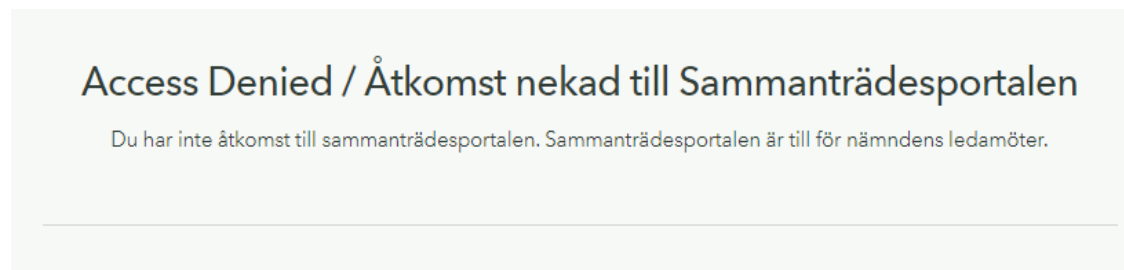 Access Denied / Åtkomst nekad till Sammanträdesportalen
Du har inte åtkomst till sammanträdesportalen. Sammanträdesportalen är till för nämndens ledamöter.